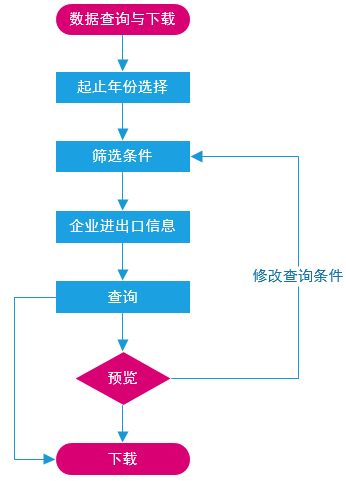 数据查询与下载
起止年份选择
筛选条件
企业进出口信息
查询
修改查询条件
预览
下载